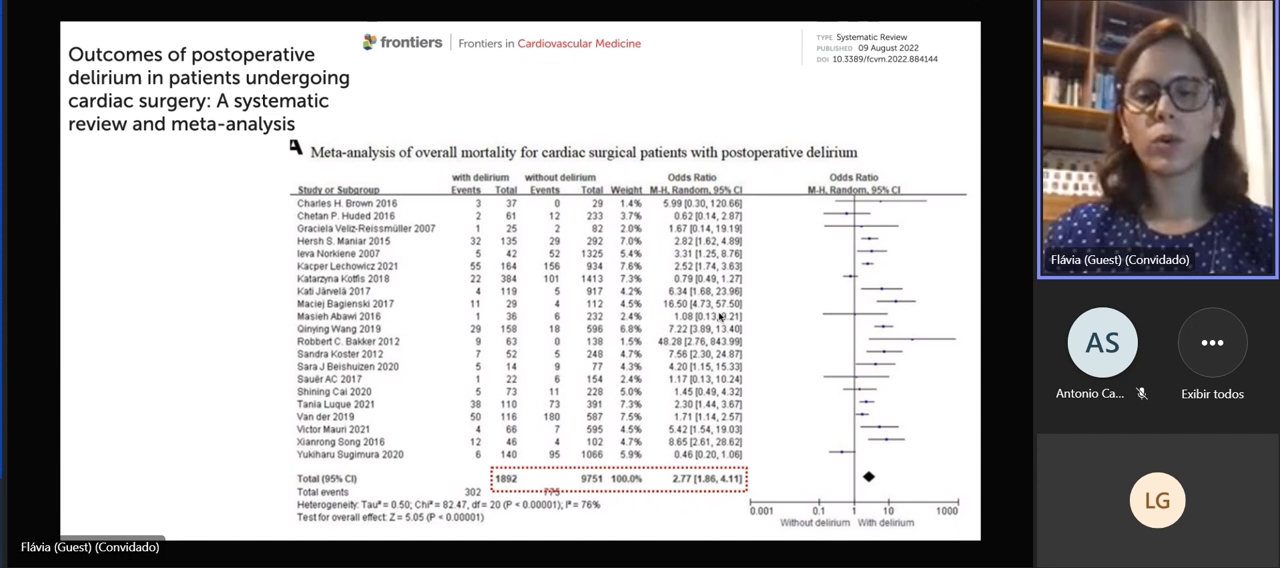 Outcomes of postoperative
delirium in patients undergoing
cardiac surgery: A systematic
review and meta-analysis
frontiers | Frontiers in Cardiovascular Medicine
TYPE Systematic Review
PUBLISHED 09 August 2022
DOI 10.3389/fcvm.2022.884144
A Meta-analysis of overall mortality for cardiac surgical patients with postoperative delirium
with delirium without delirium Odds Ratio Odds Ratio
Study or Subgroup Events Total Events Total Weight M-H, Random, 95% CI M-H, Random, 95% CI
Charles H. Brown 2016 3 37 0 29 1.4% 5.99 [0.30, 120.66]
Chetan P. Huded 2016 2 61 12 233 3.7% 0.62 [0.14, 2.87]
Graciela Veliz-Reissmüller 2007 1 25 2 82 2.0% 1.67 [0.14, 19.19]
Hersh S. Maniar 2015 32 135 29 292 7.0% 2.82 [1.62, 4.89]
Ieva Norkiene 2007 5 42 52 1325 5.4% 3.31 [1.25, 8.76]
Kacper Lechowicz 2021 55 164 156 934 7.6% 2.52 [1.74, 3.63]
Katarzyna Kotfis 2018 22 384 101 1413 7.2% 0.79 [0.49, 1.27]
Kati Järvelä 2017 4 119 5 917 4.2% 6.34 [1.68, 23.96]
Maciej Bagienski 2017 11 29 4 112 4.5% 16.50 [4.73, 57.50]
Masieh Abawi 2016 1 36 6 232 2.4% 1.08 [0.13, 9.21]
Qinying Wang 2019 29 158 18 596 6.8% 7.22 [3.89, 13.40]
Robbert C. Bakker 2012 9 63 0 138 1.5% 48.28 [2.76, 843.99]
Sandra Koster 2012 7 52 5 248 4.7% 7.56 [2.30, 24.87]
Sara J Beishuizen 2020 5 14 9 77 4.3% 4.20 [1.15, 15.33]
Sauër AC 2017 1 22 6 154 2.4% 1.17 [0.13, 10.24]
Shining Cai 2020 5 73 11 228 5.0% 1.45 [0.49, 4.32]
Tania Luque 2021 38 110 73 391 7.3% 2.30 [1.44, 3.67]
Van der 2019 50 116 180 587 7.5% 1.71 [1.14, 2.57]
Victor Mauri 2021 4 66 7 595 4.5% 5.42 [1.54, 19.03]
Xianrong Song 2016 12 46 4 102 4.7% 8.65 [2.61, 28.62]
Yukiharu Sugimura 2020 6 140 95 1066 5.9% 0.46 [0.20, 1.06]
Total (95% CI) 1892 9751 100.0% 2.77 [1.86, 4.11]
Total events 302 775
Heterogeneity: Tau² = 0.50; Chi² = 82.47, df = 20 (P < 0.00001); I² = 76%
Test for overall effect: Z = 5.05 (P < 0.00001)
0.001 0.1 1 10 1000
Without delirium With delirium
Flávia (Guest) (Convidado)
Flávia (Guest) (Convidado)
AS
Antonio Ca...
Exibir todos
LG